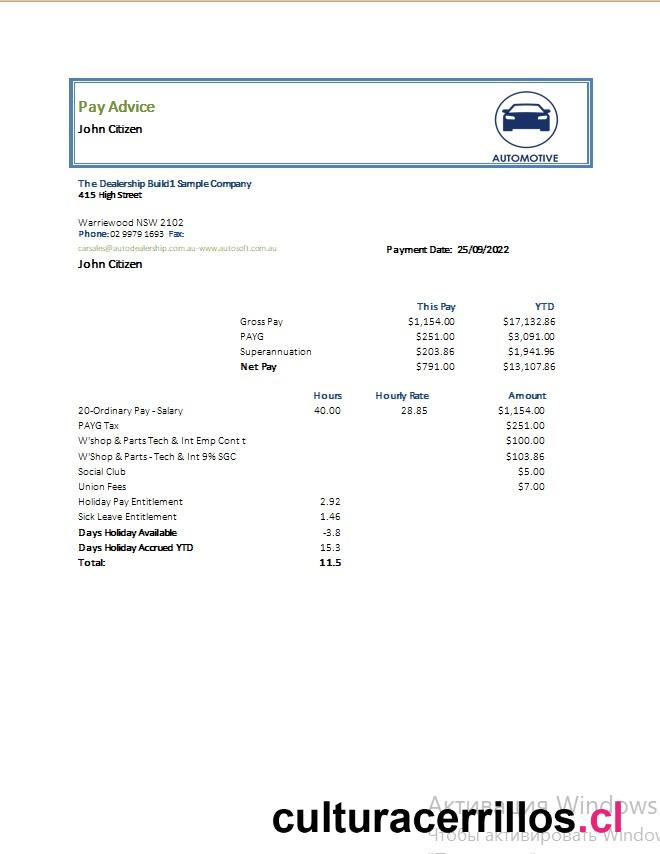 Pay Advice
John Citizen
AUTOMOTIVE
The Dealership Build1 Sample Company
415 High Street
Warriewood NSW 2102
Phone: 02 9979 1693 Fax:
carsales@autodealership.com.au-www.autosoft.com.au
Payment Date: 25/09/2022
John Citizen
This Pay YTD
Gross Pay $1,154.00 $17,132.86
PAYG $251.00 $3,091.00
Superannuation $203.86 $1,941.96
Net Pay $791.00 $13,107.86
Hours Hourly Rate Amount
20-Ordinary Pay - Salary 40.00 28.85 $1,154.00
PAYG Tax $251.00
W'shop & Parts Tech & Int Emp Cont t $100.00
W'Shop & Parts - Tech & Int 9% SGC $103.86
Social Club $5.00
Union Fees $7.00
Holiday Pay Entitlement 2.92
Sick Leave Entitlement 1.46
Days Holiday Available -3.8
Days Holiday Accrued YTD 15.3
Total: 11.5
Активация Windows
culturacerrillos.cl
Чтобы активировать Window